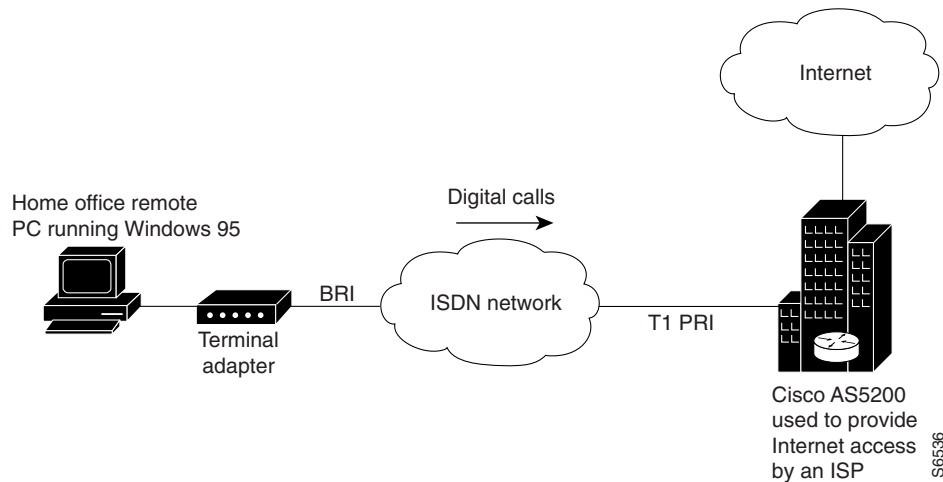 Internet
Home office remote
PC running Windows 95
Digital calls
BRI
ISDN network
T1 PRI
Terminal
adapter
Cisco AS5200
used to provide
Internet access
by an ISP
S6536